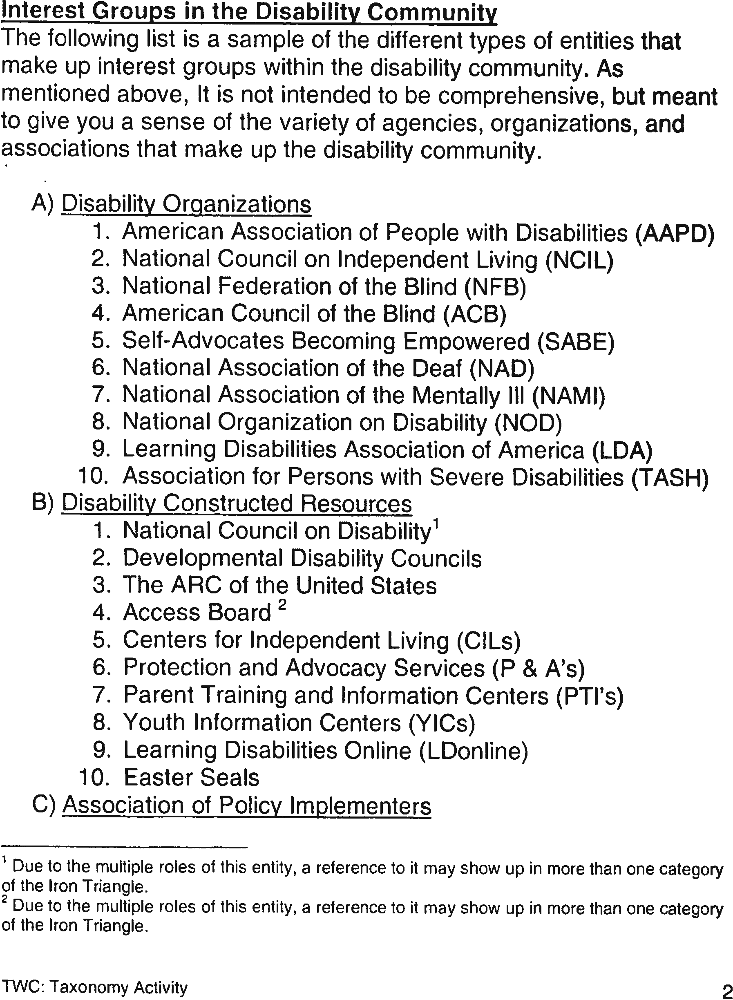 Interest Groups in the Disability Community
The following list is a sample of the different types of entities that
make up interest groups within the disability community. As
mentioned above, It is not intended to be comprehensive, but meant
to give you a sense of the variety of agencies, organizations, and
associations that make up the disability community.
A) Disability Organizations
1. American Association of People with Disabilities (AAPD)
2. National Council on Independent Living (NCIL)
3. National Federation of the Blind (NFB)
4. American Council of the Blind (ACB)
5. Self-Advocates Becoming Empowered (SABE)
6. National Association of the Deaf (NAD)
7. National Association of the Mentally Ill (NAMI)
8. National Organization on Disability (NOD)
9. Learning Disabilities Association of America (LDA)
10. Association for Persons with Severe Disabilities (TASH)
B) Disability Constructed Resources
1. National Council on Disability¹
2. Developmental Disability Councils
3. The ARC of the United States
4. Access Board ²
5. Centers for Independent Living (CILs)
6. Protection and Advocacy Services (P & A's)
7. Parent Training and Information Centers (PTI's)
8. Youth Information Centers (YICs)
9. Learning Disabilities Online (LDonline)
10. Easter Seals
C) Association of Policy Implementers
¹ Due to the multiple roles of this entity, a reference to it may show up in more than one category
of the Iron Triangle.
² Due to the multiple roles of this entity, a reference to it may show up in more than one category
of the Iron Triangle.
TWC: Taxonomy Activity 2